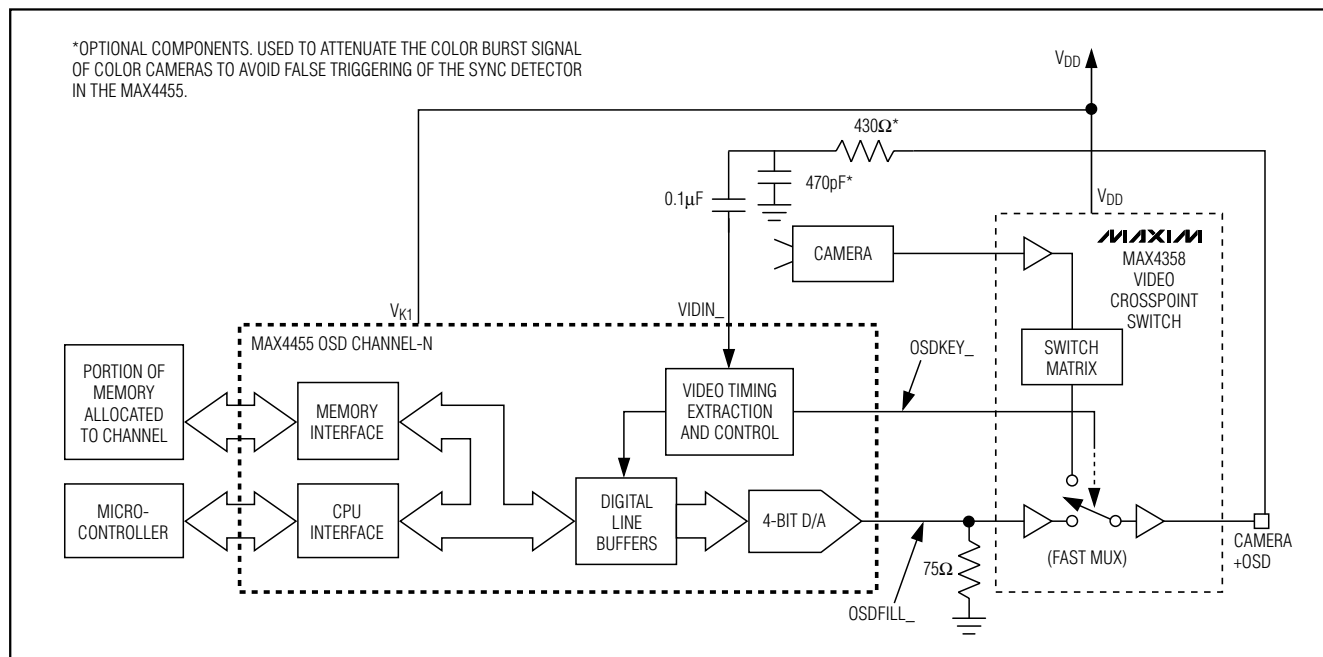 *OPTIONAL COMPONENTS. USED TO ATTENUATE THE COLOR BURST SIGNAL
OF COLOR CAMERAS TO AVOID FALSE TRIGGERING OF THE SYNC DETECTOR
IN THE MAX4455.
VDD
430Ω*
470pF*
0.1μF
VDD
MAXIM
MAX4358
VIDEO
CROSSPOINT
SWITCH
CAMERA
VK1
VIDIN_
MAX4455 OSD CHANNEL-N
OSDKEY_
SWITCH
MATRIX
PORTION OF
MEMORY
ALLOCATED
TO CHANNEL
MEMORY
INTERFACE
VIDEO TIMING
EXTRACTION
AND CONTROL
MICRO-
CONTROLLER
CPU
INTERFACE
DIGITAL
LINE
BUFFERS
4-BIT D/A
75Ω
OSDFILL_
(FAST MUX)
CAMERA
+OSD